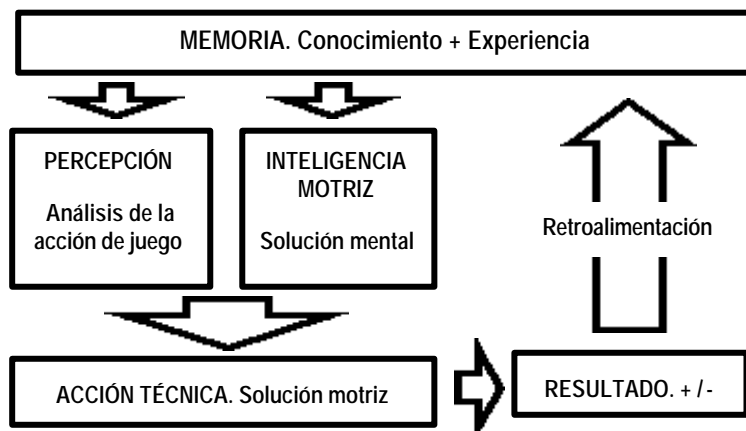 MEMORIA. Conocimiento + Experiencia
PERCEPCIÓN
Análisis de la
acción de juego
INTELIGENCIA
MOTRIZ
Solución mental
Retroalimentación
ACCIÓN TÉCNICA. Solución motriz
RESULTADO. + / -